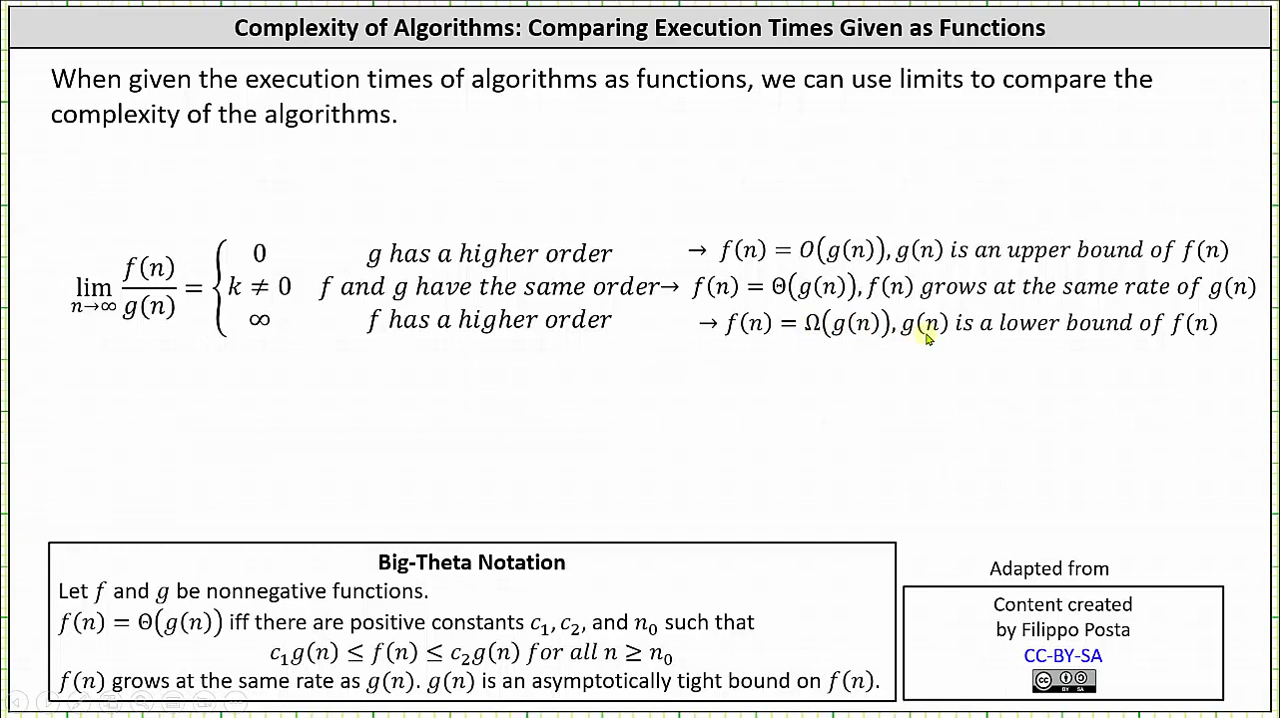 Complexity of Algorithms: Comparing Execution Times Given as Functions
When given the execution times of algorithms as functions, we can use limits to compare the
complexity of the algorithms.
lim n→∞ f(n)/g(n) = {
0 g has a higher order → f(n) = O(g(n)), g(n) is an upper bound of f(n)
k ≠ 0 f and g have the same order → f(n) = Θ(g(n)), f(n) grows at the same rate of g(n)
∞ f has a higher order → f(n) = Ω(g(n)), g(n) is a lower bound of f(n)
Big-Theta Notation
Let f and g be nonnegative functions.
f(n) = Θ(g(n)) iff there are positive constants c₁, c₂, and n₀ such that
c₁g(n) ≤ f(n) ≤ c₂g(n) for all n ≥ n₀
f(n) grows at the same rate as g(n). g(n) is an asymptotically tight bound on f(n).
Adapted from
Content created
by Filippo Posta
CC-BY-SA
cc
BY SA